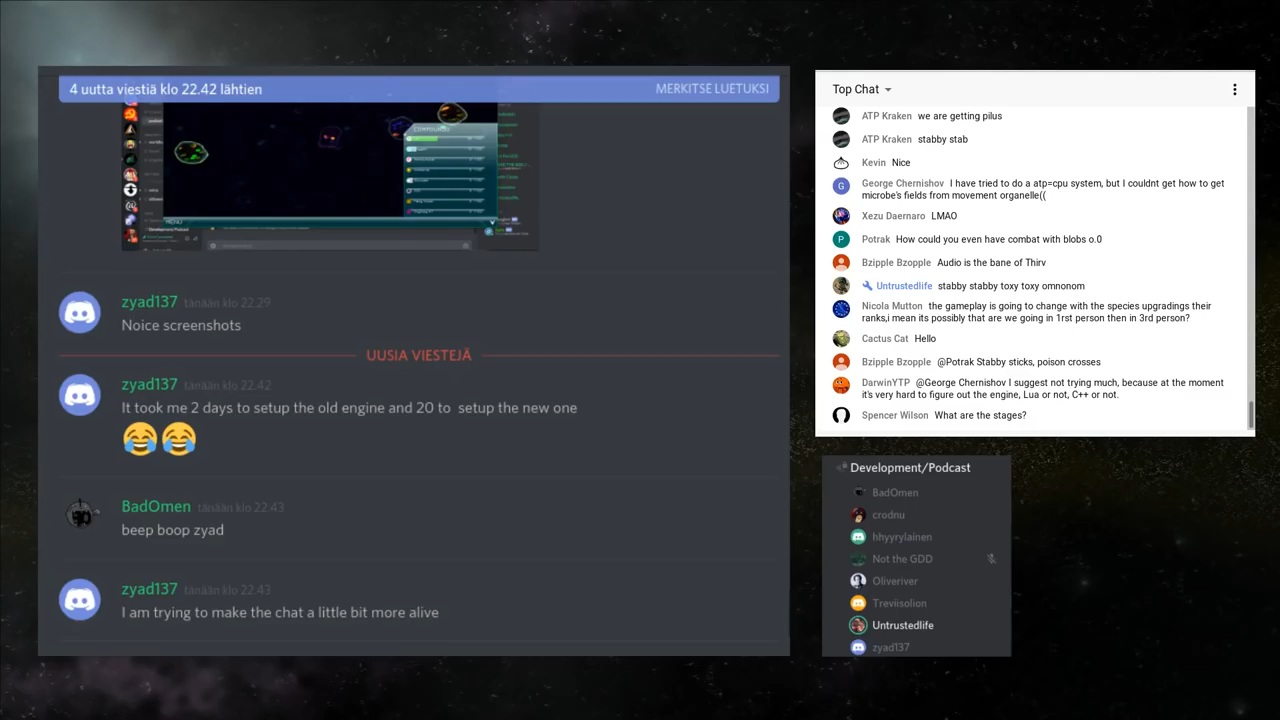 4 uutta viestiä klo 22.42 lähtien
MERKITSE LUETUKSI
COMPOUNDS
MENU
zyad137 tänään klo 22.29
Noice screenshots
UUSIA VIESTEJÄ
zyad137 tänään klo 22.42
It took me 2 days to setup the old engine and 20 to setup the new one
😂😂
BadOmen tänään klo 22.43
beep boop zyad
zyad137 tänään klo 22.43
I am trying to make the chat a little bit more alive
Top Chat
ATP Kraken we are getting pilus
ATP Kraken stabby stab
Kevin Nice
G
George Chernishov I have tried to do a atp=cpu system, but I couldnt get how to get
microbe's fields from movement organelle((
Xezu Daernaro LMAO
P
Potrak How could you even have combat with blobs o.0
Bzipple Bzopple Audio is the bane of Thirv
Untrustedlife stabby stabby toxy toxy omnonom
Nicola Mutton the gameplay is going to change with the species upgradings their
ranks,i mean its possibly that are we going in 1rst person then in 3rd person?
Cactus Cat Hello
Bzipple Bzopple @Potrak Stabby sticks, poison crosses
DarwinYTP @George Chernishov I suggest not trying much, because at the moment
it's very hard to figure out the engine, Lua or not, C++ or not.
Spencer Wilson What are the stages?
Development/Podcast
BadOmen
crodnu
hhyyrylainen
Not the GDD
Oliveriver
Treviisolion
Untrustedlife
zyad137